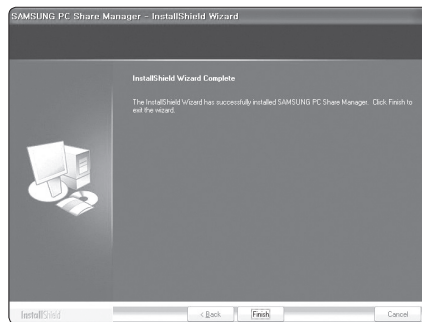 SAMSUNG PC Share Manager - InstallShield Wizard
InstallShield Wizard Complete
The InstallShield Wizard has successfully installed SAMSUNG PC Share Manager. Click Finish to
exit the wizard.
InstallShield
< Back
Finish
Cancel